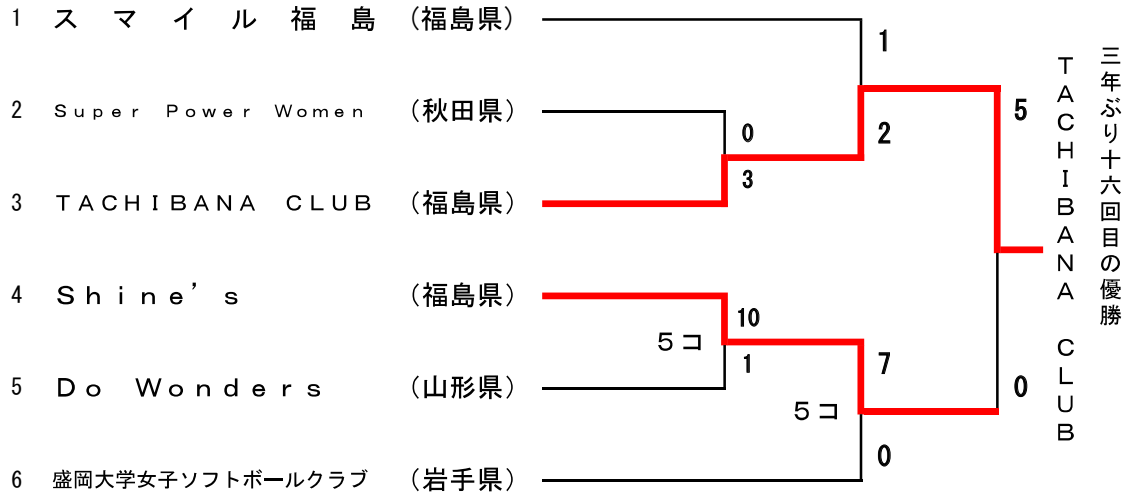 1 スマイル福島 (福島県)
1
2 Ｓｕｐｅｒ Ｐｏｗｅｒ Ｗｏｍｅｎ (秋田県)
0
2
3
3 ＴＡＣＨＩＢＡＮＡ ＣＬＵＢ (福島県)
5
4 Ｓｈｉｎｅ’ｓ (福島県)
10
５コ
1
7
5 Ｄｏ Ｗｏｎｄｅｒｓ (山形県)
0
５コ
0
6 盛岡大学女子ソフトボールクラブ (岩手県)
三年ぶり十六回目の優勝
ＴＡＣＨＩＢＡＮＡ ＣＬＵＢ